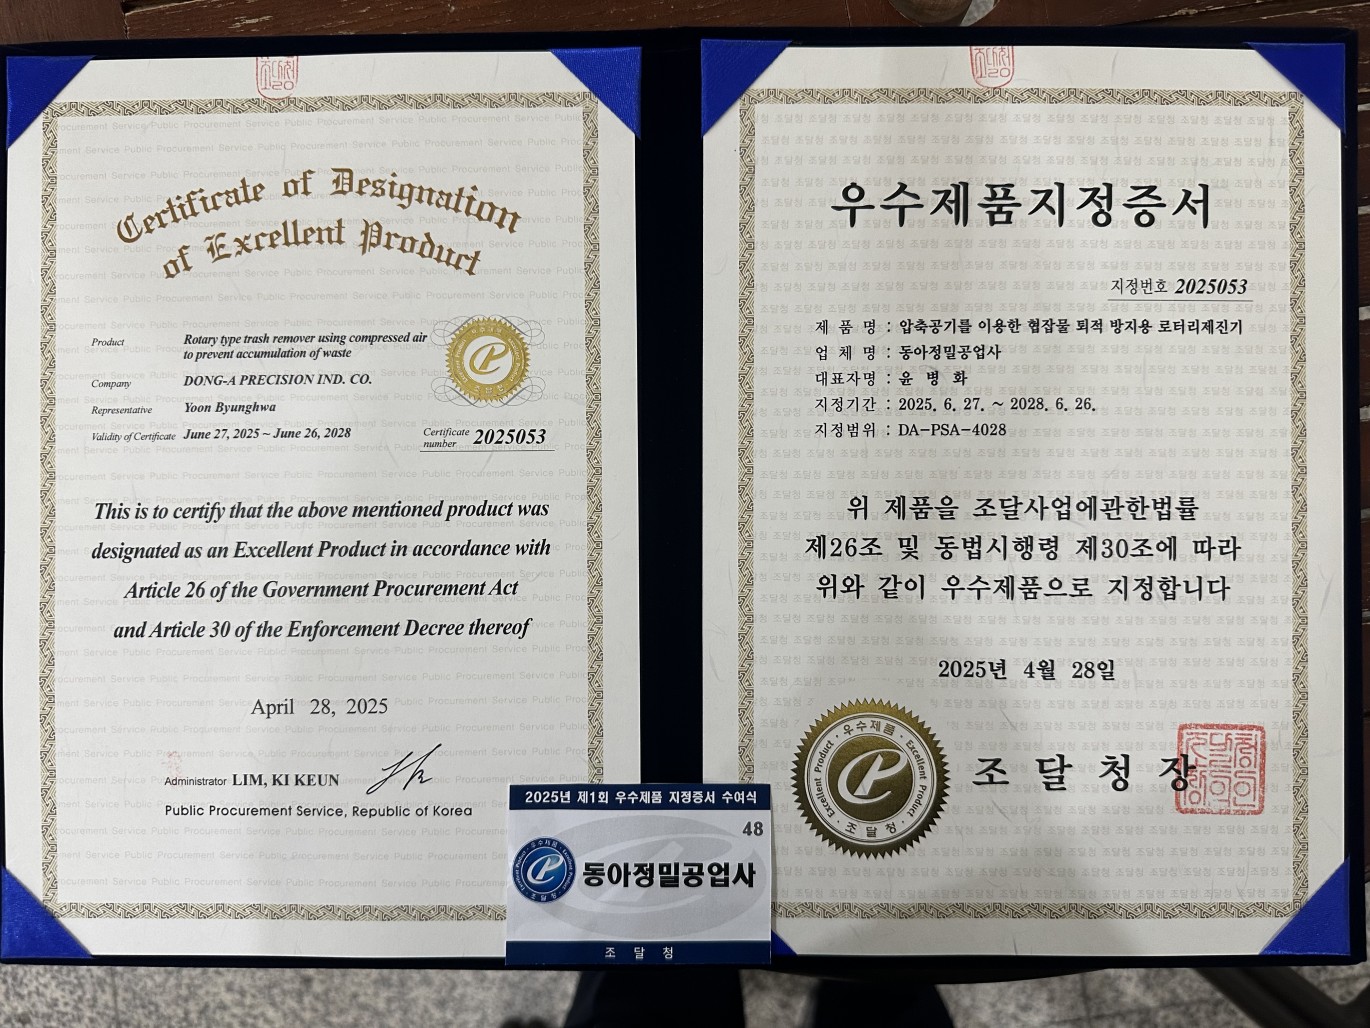 Certificate of Designation
of Excellent Product
Product Rotary type trash remover using compressed air
to prevent accumulation of waste
Company DONG-A PRECISION IND. CO.
Representative Yoon Byunghwa
Validity of Certificate June 27, 2025 ~ June 26, 2028
Certificate number 2025053
This is to certify that the above mentioned product was
designated as an Excellent Product in accordance with
Article 26 of the Government Procurement Act
and Article 30 of the Enforcement Decree thereof
April 28, 2025
Administrator LIM, KI KEUN
Public Procurement Service, Republic of Korea
우수제품지정증서
지정번호 2025053
제 품 명 : 압축공기를 이용한 협잡물 퇴적 방지용 로터리제진기
업 체 명 : 동아정밀공업사
대표자명 : 윤 병 화
지정기간 : 2025. 6. 27. ~ 2028. 6. 26.
지정범위 : DA-PSA-4028
위 제품을 조달사업에관한법률
제26조 및 동법시행령 제30조에 따라
위와 같이 우수제품으로 지정합니다
2025년 4월 28일
조 달 청 장
우수제품 · Excellent Product · 조달청 · Excellent Product
2025년 제1회 우수제품 지정증서 수여식
48
동아정밀공업사
조 달 청